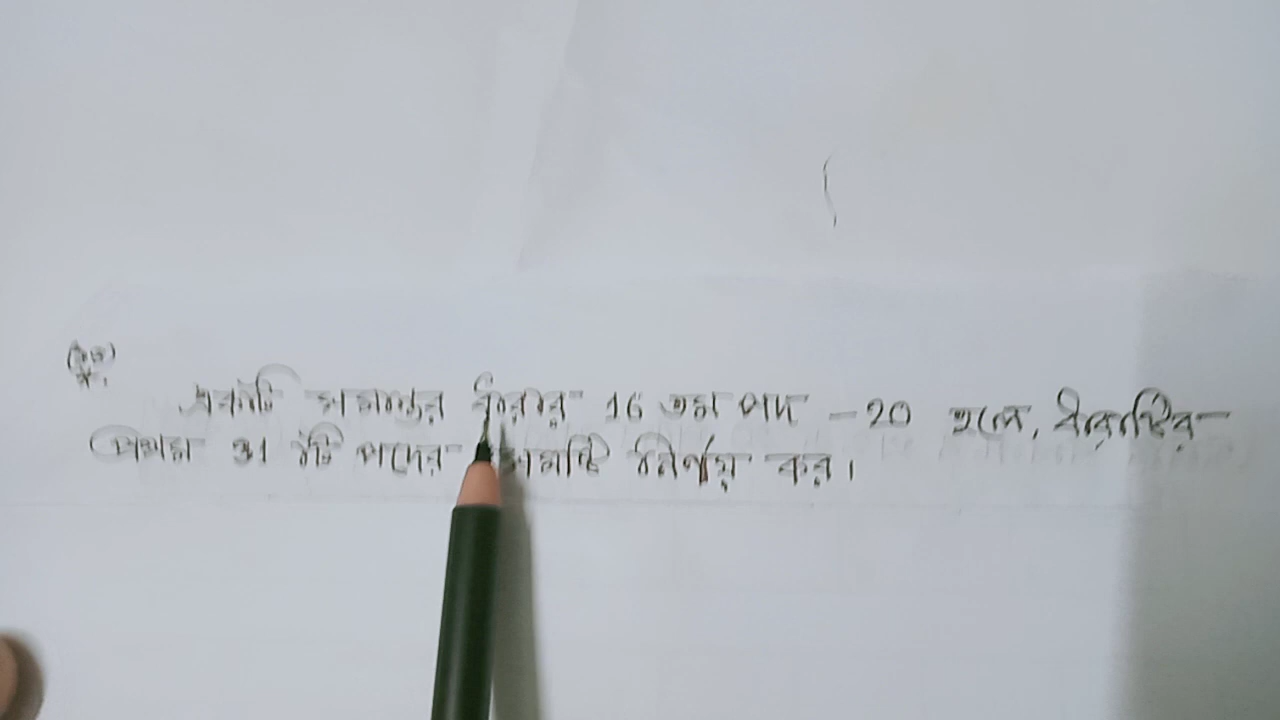 একটি সমান্তর ধারার 16 তম পদ -20 হলে, ধারাটির
প্রথম 31 টি পদের সমষ্টি নির্ণয় কর।